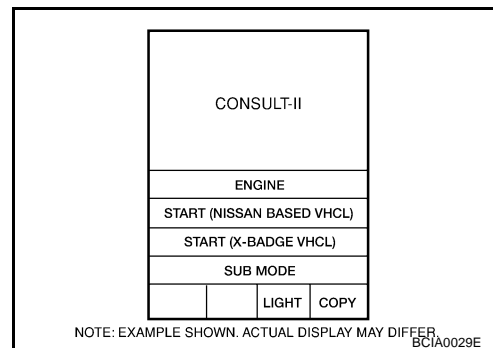 CONSULT-II
ENGINE
START (NISSAN BASED VHCL)
START (X-BADGE VHCL)
SUB MODE
LIGHT COPY
NOTE: EXAMPLE SHOWN. ACTUAL DISPLAY MAY DIFFER.
BCIA0029E